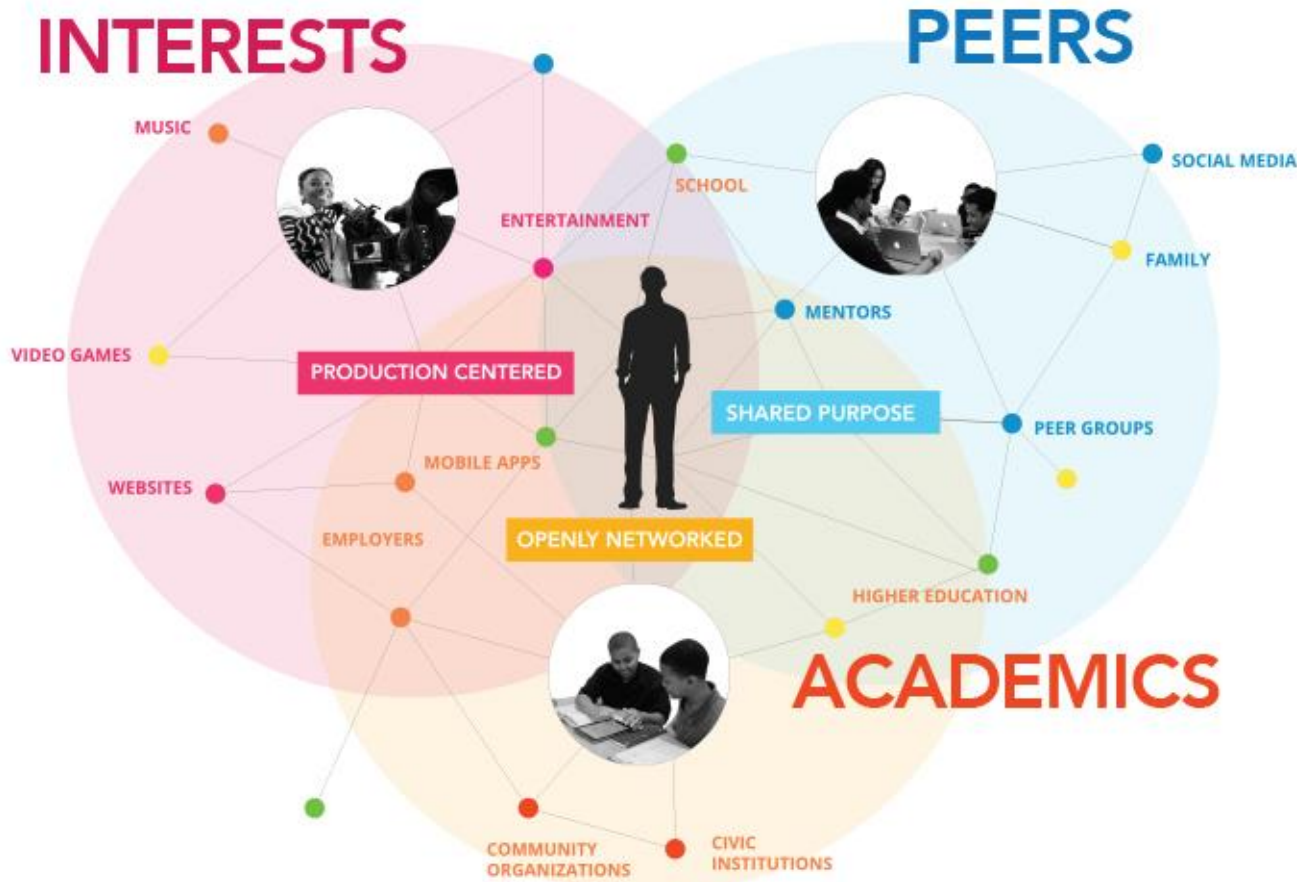 INTERESTS
PEERS
MUSIC
SOCIAL MEDIA
SCHOOL
ENTERTAINMENT
FAMILY
MENTORS
VIDEO GAMES
PRODUCTION CENTERED
SHARED PURPOSE
PEER GROUPS
MOBILE APPS
WEBSITES
EMPLOYERS
OPENLY NETWORKED
HIGHER EDUCATION
ACADEMICS
COMMUNITY
ORGANIZATIONS
CIVIC
INSTITUTIONS